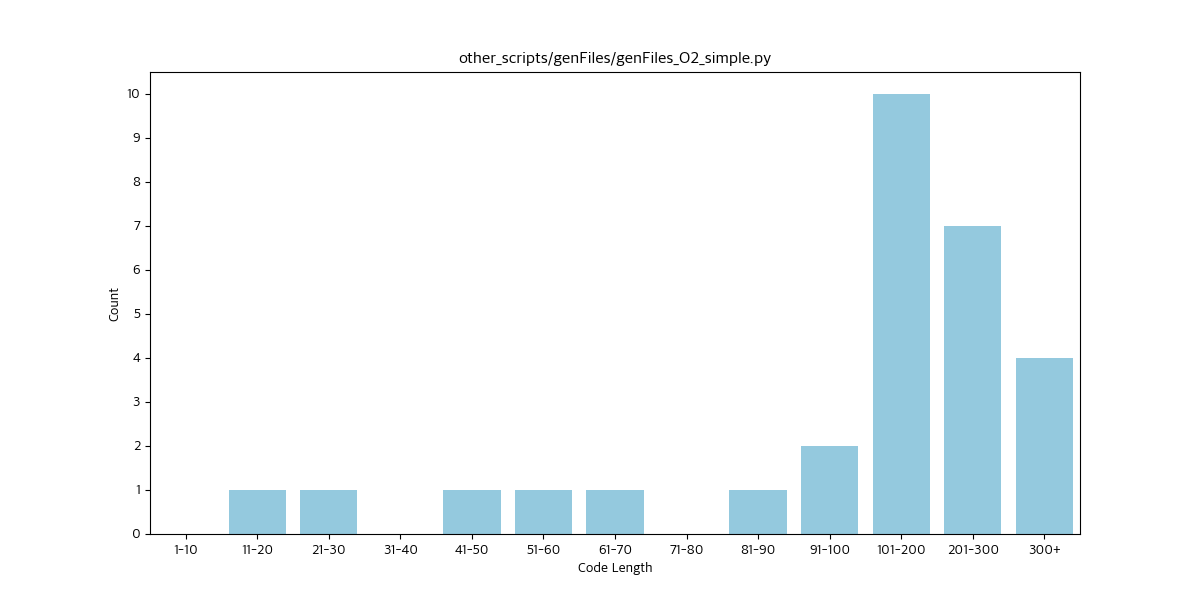 other_scripts/genFiles/genFiles_O2_simple.py
10
9
8
7
6
5
4
3
2
1
0
Count
1-10 11-20 21-30 31-40 41-50 51-60 61-70 71-80 81-90 91-100 101-200 201-300 300+
Code Length